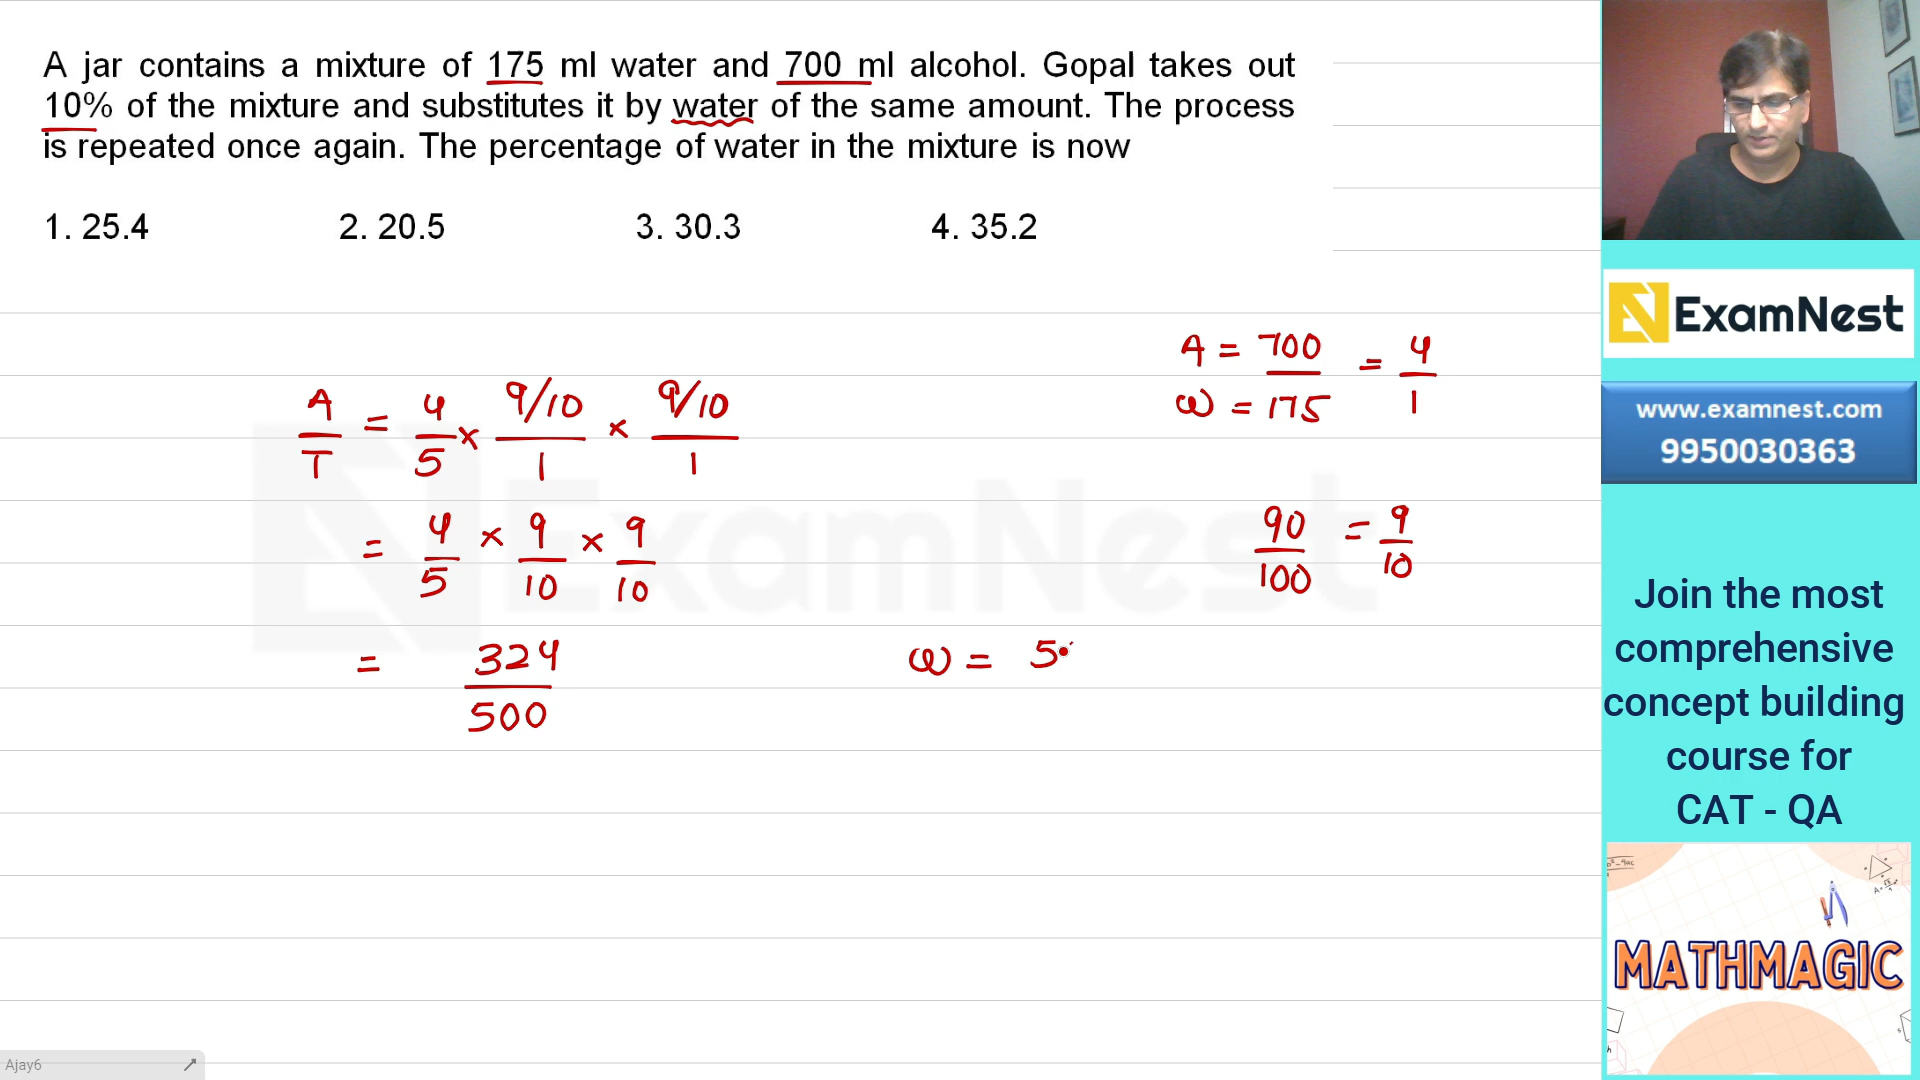 A jar contains a mixture of 175 ml water and 700 ml alcohol. Gopal takes out
10% of the mixture and substitutes it by water of the same amount. The process
is repeated once again. The percentage of water in the mixture is now
1. 25.4 2. 20.5 3. 30.3 4. 35.2
A = 700 = 4
ω = 175 1
A/T = 4/5 × 9/10/1 × 9/10/1
= 4/5 × 9/10 × 9/10
90/100 = 9/10
= 324/500
ω = 5
ExamNest
ExamNest
www.examnest.com
9950030363
Join the most
comprehensive
concept building
course for
CAT - QA
MATHMAGIC
Ajay6